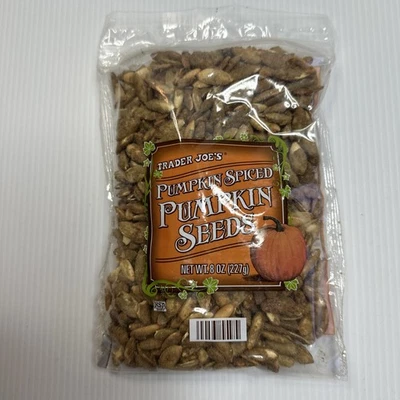 TRADER JOE'S
PUMPKIN SPICED
PUMPKIN
SEEDS
NET WT. 8 OZ (227g)